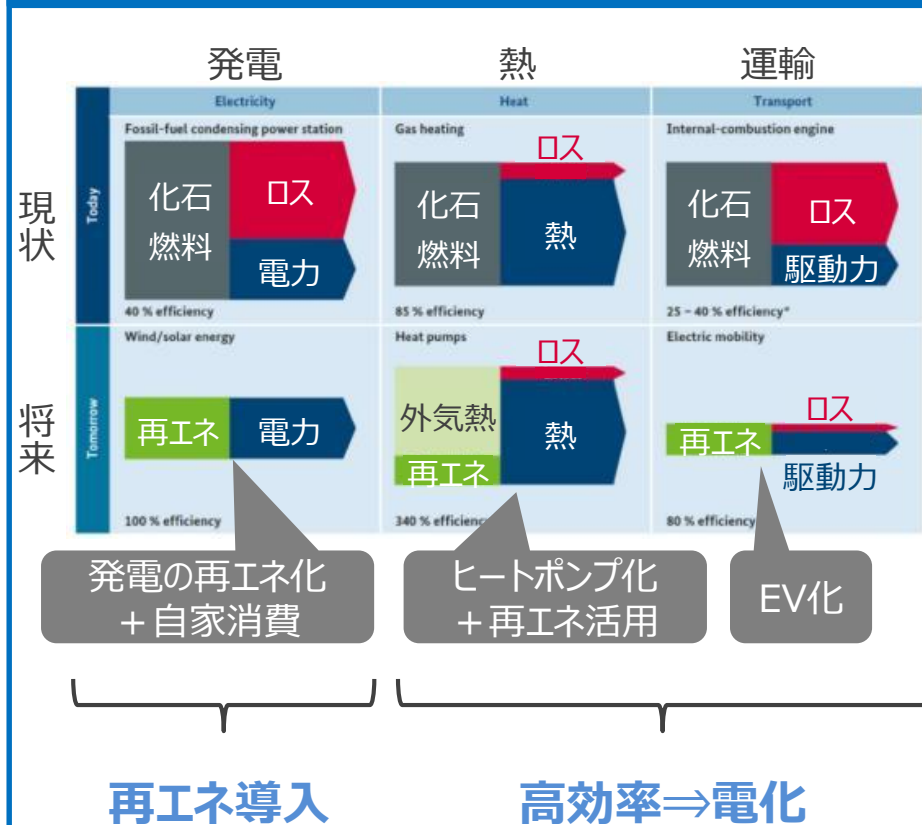 発電
熱
運輸
Electricity
Heat
Transport
現状
Today
Fossil-fuel condensing power station
化石
燃料
ロス
電力
40 % efficiency
Gas heating
ロス
化石
燃料
熱
85 % efficiency
Internal-combustion engine
化石
燃料
ロス
駆動力
25 – 40 % efficiency*
将来
Tomorrow
Wind/solar energy
再エネ
電力
100 % efficiency
Heat pumps
ロス
外気熱
再エネ
熱
340 % efficiency
Electric mobility
ロス
再エネ
駆動力
80 % efficiency
発電の再エネ化
＋自家消費
ヒートポンプ化
＋再エネ活用
EV化
再エネ導入
高効率⇒電化